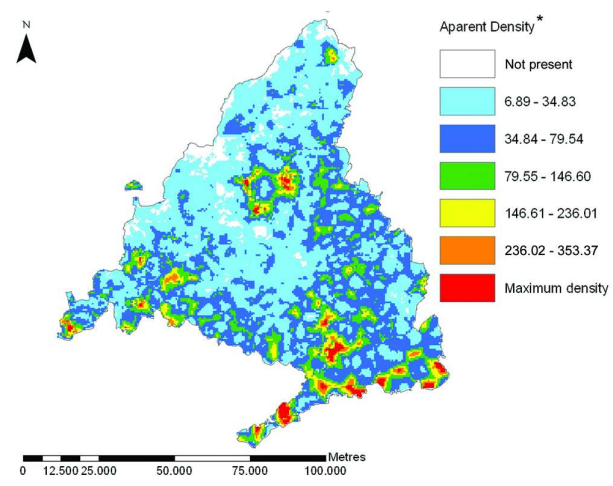 N
Apparent Density*
Not present
6.89 - 34.83
34.84 - 79.54
79.55 - 146.60
146.61 - 236.01
236.02 - 353.37
Maximum density
Metres
0 12.500 25.000 50.000 75.000 100.000